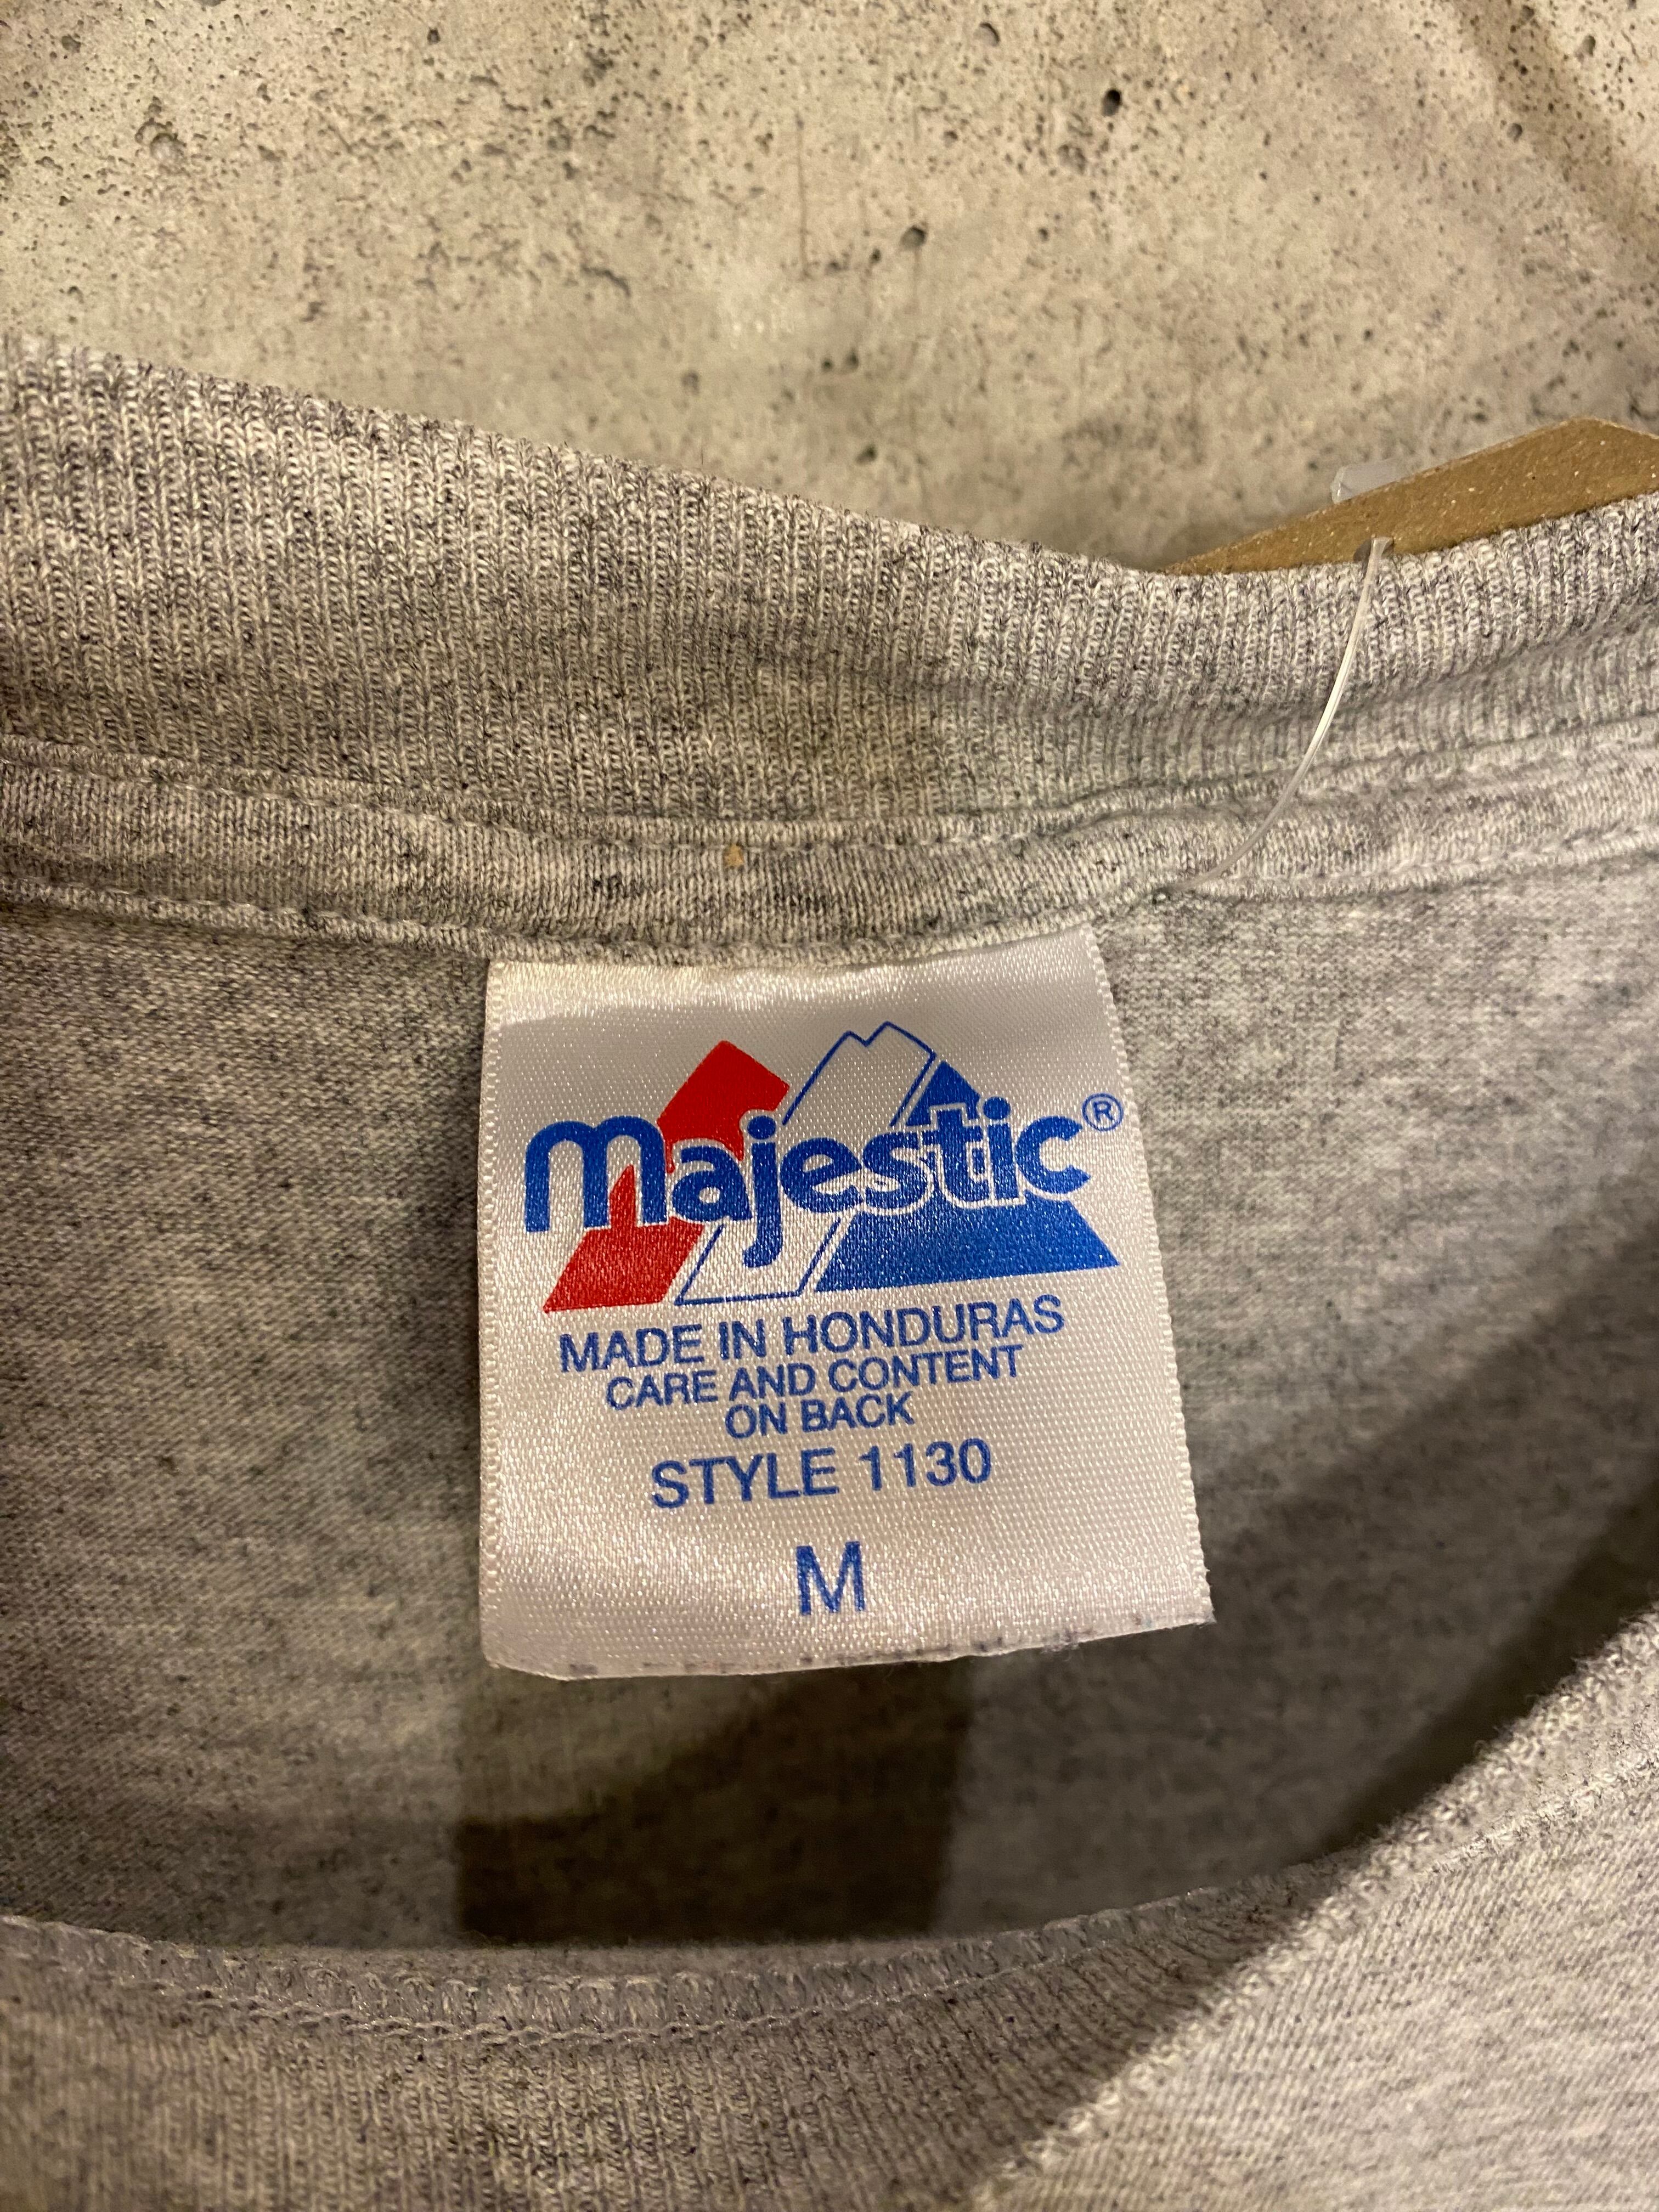 majestic®
MADE IN HONDURAS
CARE AND CONTENT
ON BACK
STYLE 1130
M